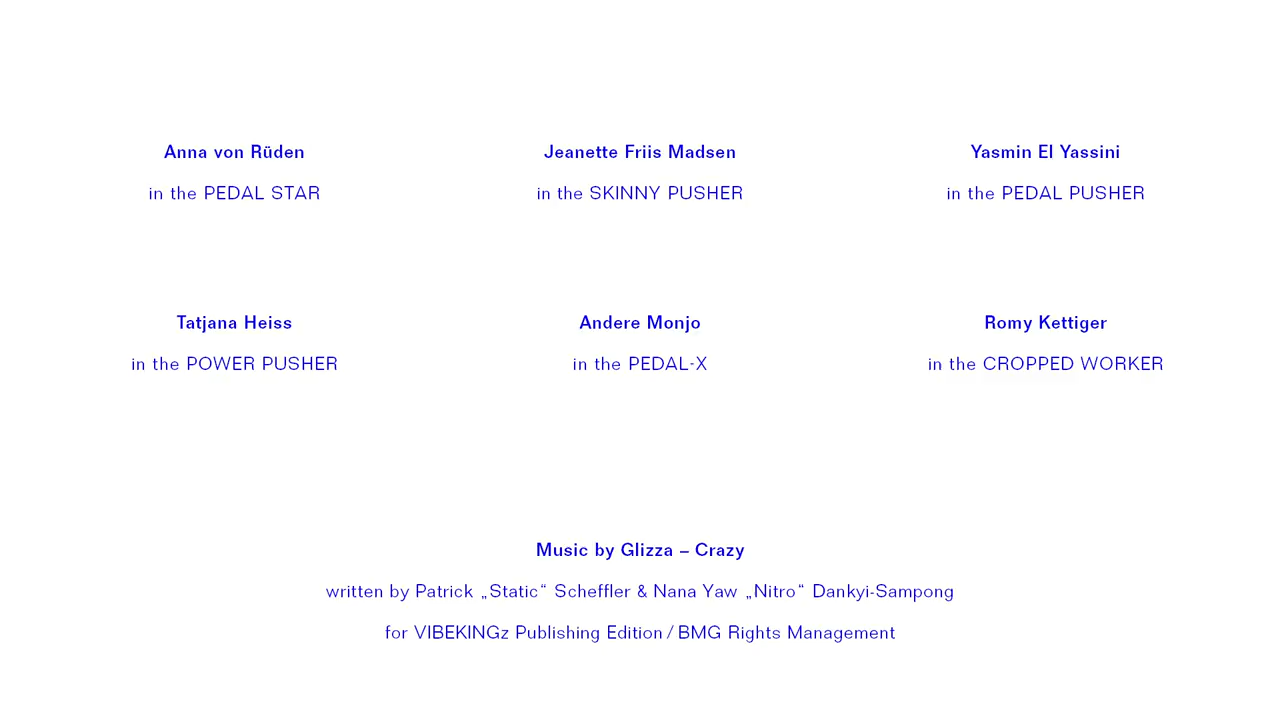 Anna von Rüden
in the PEDAL STAR
Jeanette Friis Madsen
in the SKINNY PUSHER
Yasmin El Yassini
in the PEDAL PUSHER
Tatjana Heiss
in the POWER PUSHER
Andere Monjo
in the PEDAL-X
Romy Kettiger
in the CROPPED WORKER
Music by Glizza – Crazy
written by Patrick „Static“ Scheffler & Nana Yaw „Nitro“ Dankyi-Sampong
for VIBEKINGz Publishing Edition / BMG Rights Management